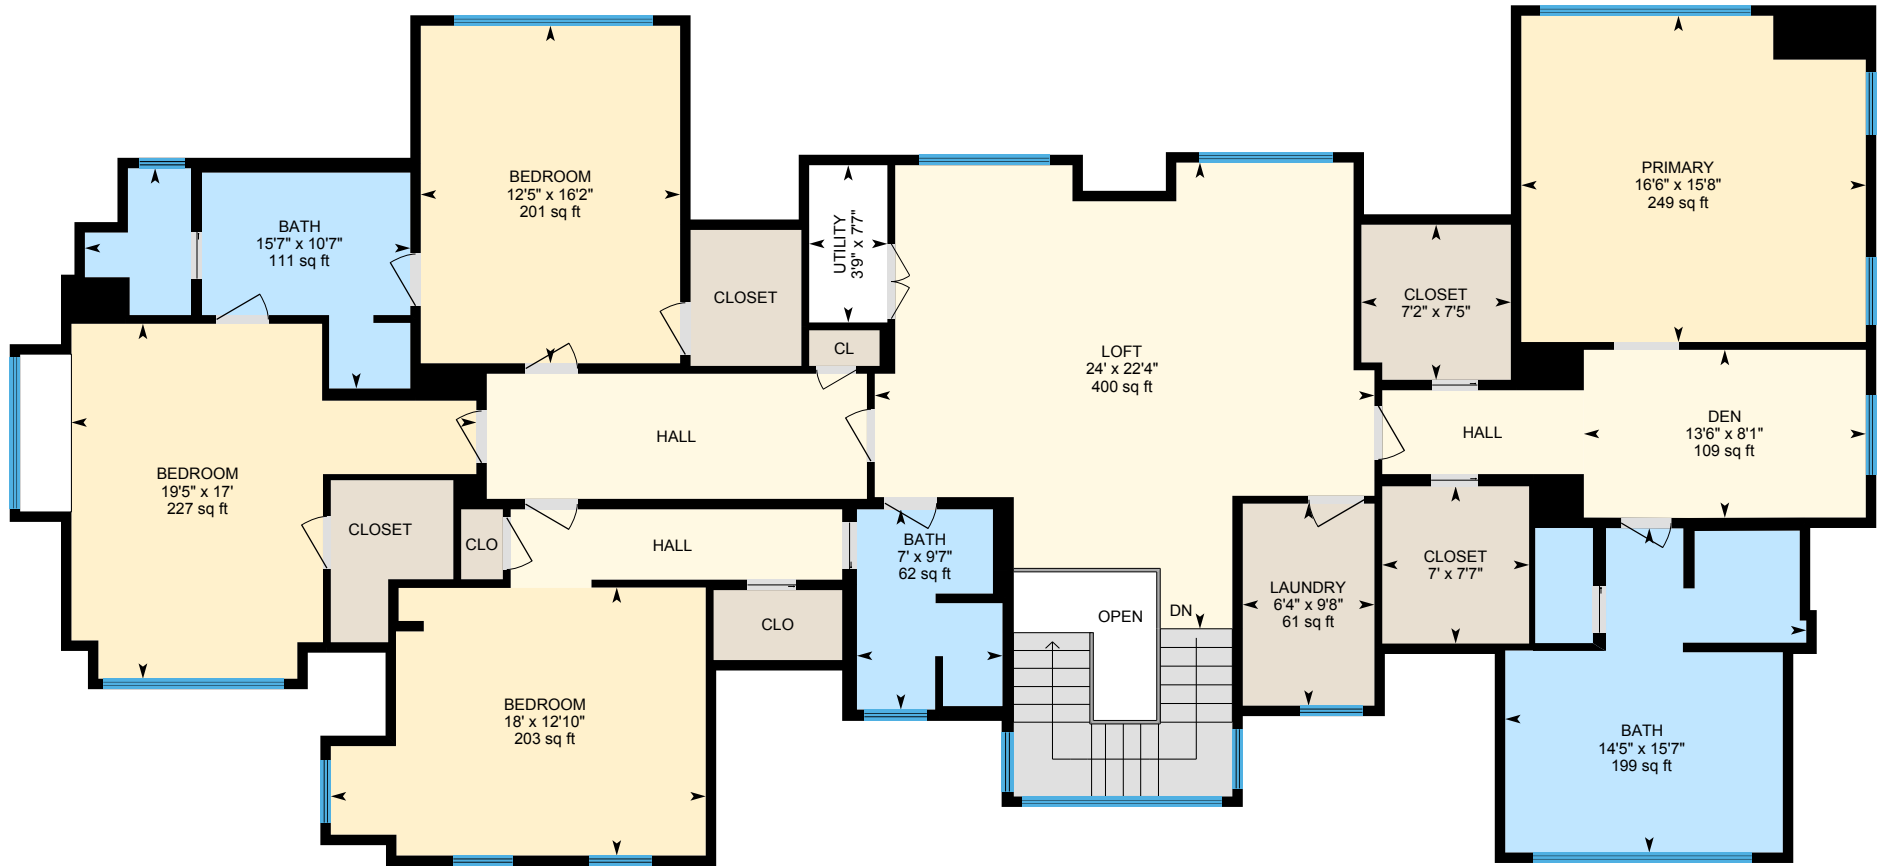 BEDROOM
12'5" x 16'2"
201 sq ft
PRIMARY
16'6" x 15'8"
249 sq ft
BATH
15'7" x 10'7"
111 sq ft
UTILITY
3'9" x 7'7"
CLOSET
CLOSET
7'2" x 7'5"
CL
LOFT
24' x 22'4"
400 sq ft
HALL
HALL
DEN
13'6" x 8'1"
109 sq ft
BEDROOM
19'5" x 17'
227 sq ft
CLOSET
CLO
HALL
BATH
7' x 9'7"
62 sq ft
CLOSET
7' x 7'7"
LAUNDRY
6'4" x 9'8"
61 sq ft
OPEN
DN
CLO
BEDROOM
18' x 12'10"
203 sq ft
BATH
14'5" x 15'7"
199 sq ft